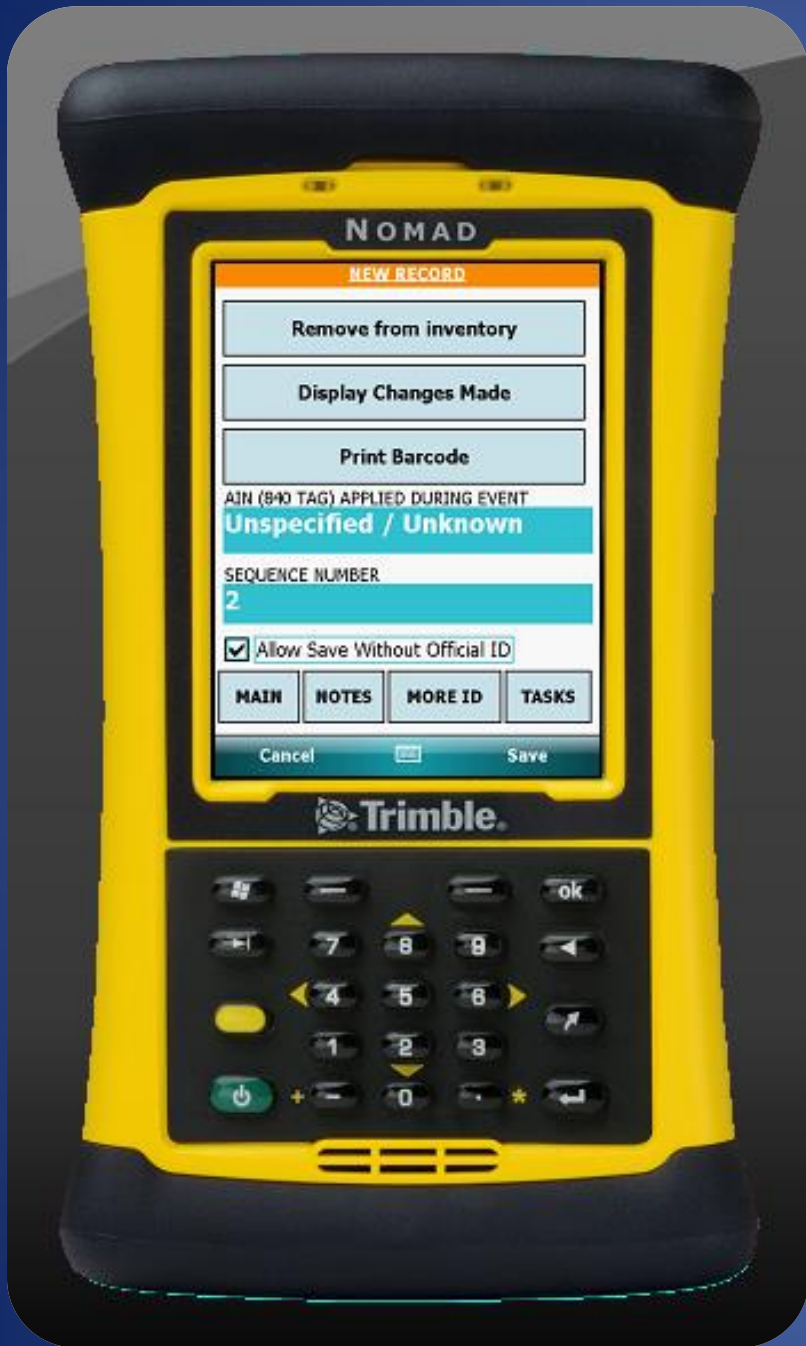 NOMAD
NEW RECORD
Remove from inventory
Display Changes Made
Print Barcode
AIN (840 TAG) APPLIED DURING EVENT
Unspecified / Unknown
SEQUENCE NUMBER
2
Allow Save Without Official ID
MAIN NOTES MORE ID TASKS
Cancel Save
Trimble.
ok
7 8 9
4 5 6
1 2 3
+ - 0 . *